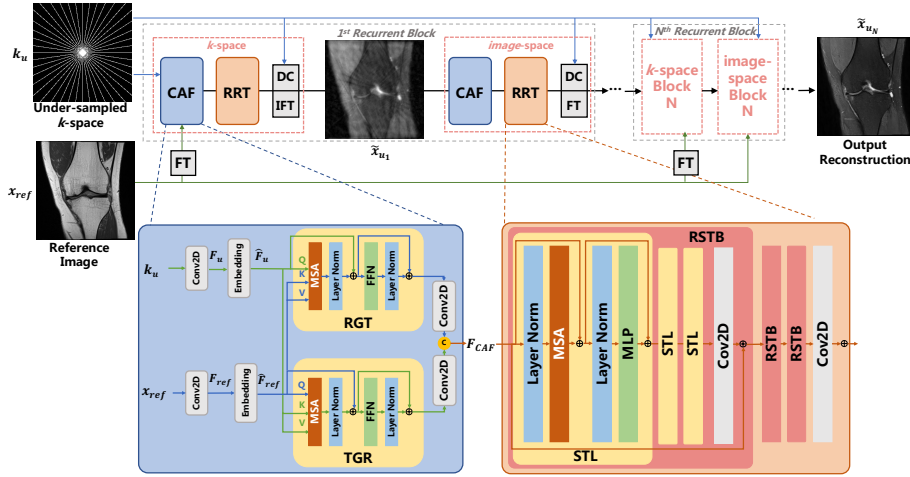 k_u
Under-sampled
k-space
x_ref
Reference
Image
1st Recurrent Block
k-space
CAF
RRT
DC
IFT
FT
x̃_u1
image-space
CAF
RRT
DC
FT
...
Nth Recurrent Block
k-space
Block
N
image-
space
Block
N
FT
...
x̃_uN
Output
Reconstruction
k_u
Conv2D
F_u
Embedding
F̂_u
Q
K
V
MSA
Layer Norm
FFN
Layer Norm
RGT
Conv2D
C
Conv2D
x_ref
Conv2D
F_ref
Embedding
F̂_ref
Q
K
V
MSA
Layer Norm
FFN
Layer Norm
TGR
F_CAF
RSTB
Layer Norm
MSA
Layer Norm
MLP
STL
STL
Cov2D
STL
RSTB
RSTB
Cov2D